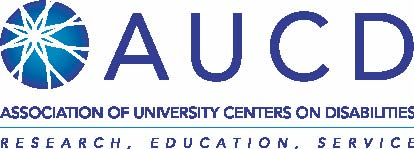 AUCD
ASSOCIATION OF UNIVERSITY CENTERS ON DISABILITIES
RESEARCH, EDUCATION, SERVICE